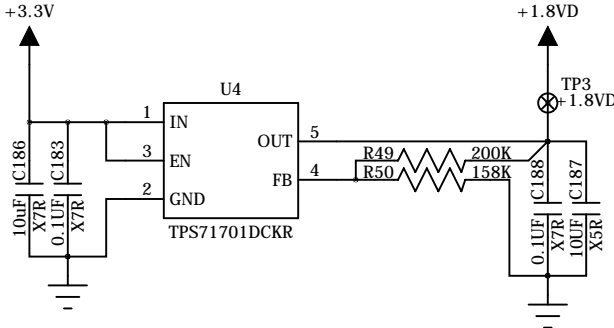 +3.3V
+1.8VD
TP3
+1.8VD
U4
1
IN
OUT
5
3
EN
R49
200K
FB
4
R50
158K
2
GND
TPS71701DCKR
C186
10uF
X7R
C183
0.1UF
X7R
C188
0.1UF
X7R
C187
10UF
X5R